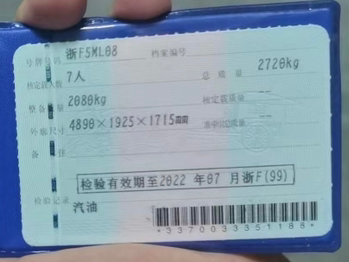 号牌号码 浙F5ML08 档案编号
核定载人数 7人 总 质 量 2720kg
整备质量 2080kg 核定载质量 --
外廓尺寸 4890×1925×1715mm 准牵引总质量 --
备 注
检验有效期至2022 年07 月浙F(99)
检验记录
汽油
*3370033351188*